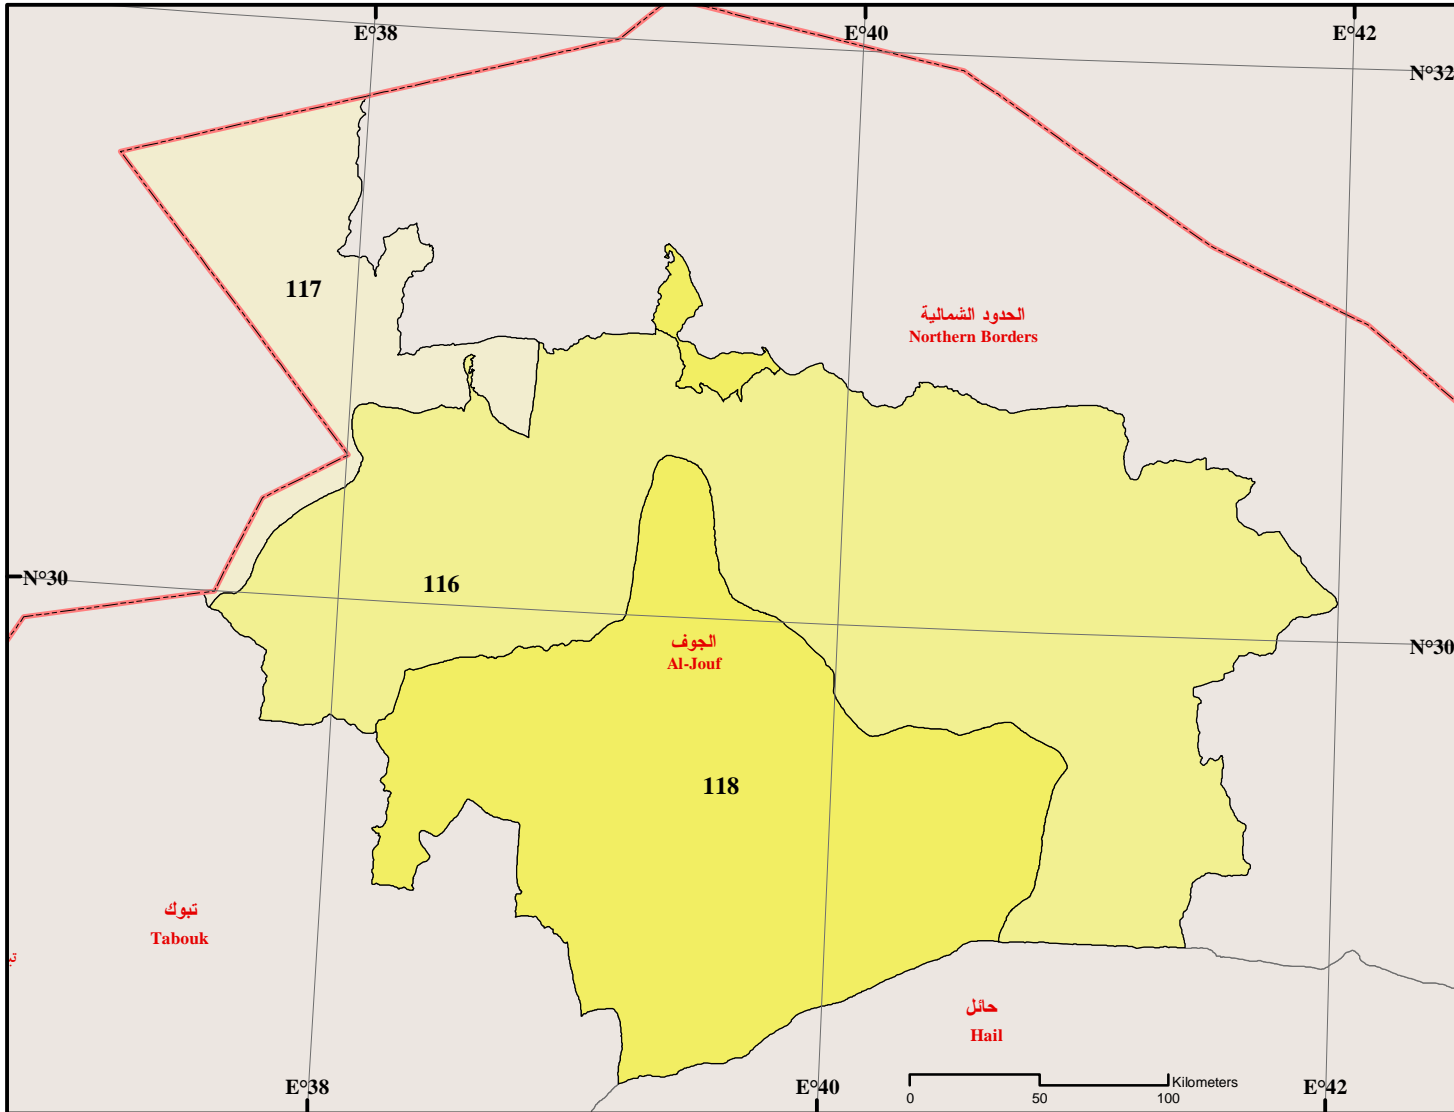 E°38
E°40
E°42
N°32
117
الحدود الشمالية
Northern Borders
N°30
116
الجوف
Al-Jouf
N°30
118
تبوك
Tabouk
حائل
Hail
Kilometers
0 50 100
E°38
E°40
E°42